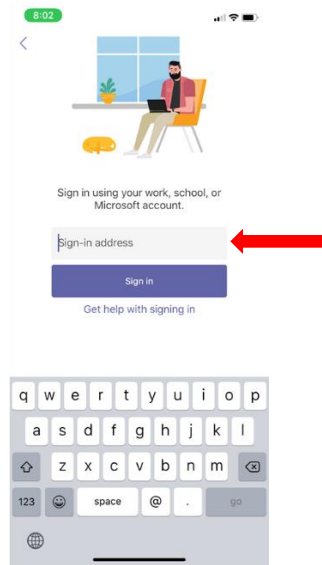 8:02
Sign in using your work, school, or
Microsoft account.
Sign-in address
Sign in
Get help with signing in
q w e r t y u i o p
a s d f g h j k l
z x c v b n m
123 space @ . go